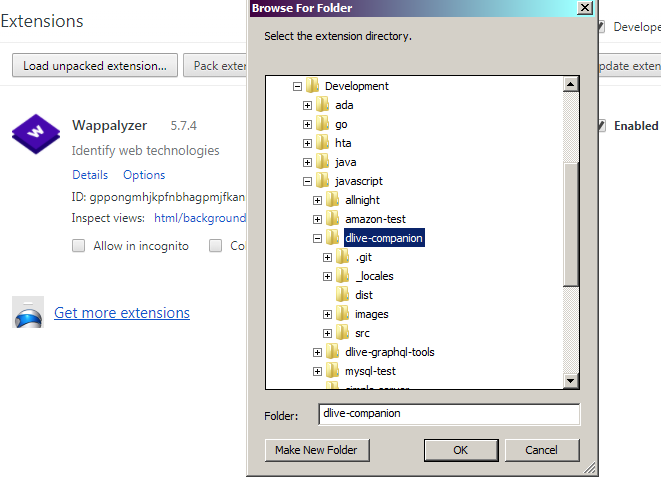 Browse For Folder
Extensions
Select the extension directory.
Load unpacked extension...
Pack exten
pdate exten
Develope
Wappalyzer 5.7.4
Enabled
Identify web technologies
Details Options
ID: gppongmhjkpfnbhagpmjfkan
Inspect views: html/background
Allow in incognito
Co
Get more extensions
Development
ada
go
hta
java
javascript
allnight
amazon-test
dlive-companion
.git
_locales
dist
images
src
dlive-graphql-tools
mysql-test
Folder: dlive-companion
Make New Folder
OK
Cancel